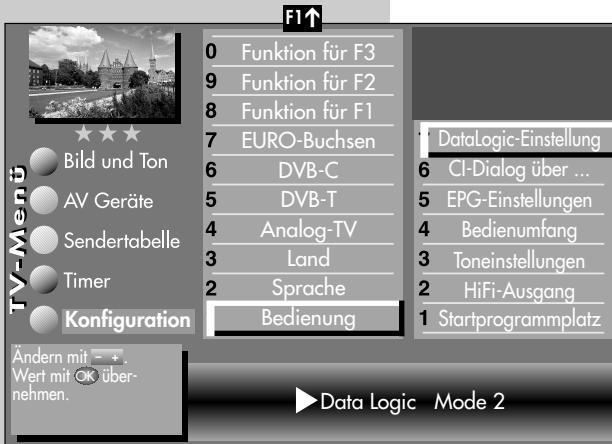 F1↑
TV-Menü
Bild und Ton
AV Geräte
Sendertabelle
Timer
Konfiguration
0 Funktion für F3
9 Funktion für F2
8 Funktion für F1
7 EURO-Buchsen
6 DVB-C
5 DVB-T
4 Analog-TV
3 Land
2 Sprache
Bedienung
DataLogic-Einstellung
6 CI-Dialog über ...
5 EPG-Einstellungen
4 Bedienumfang
3 Toneinstellungen
2 HiFi-Ausgang
1 Startprogrammplatz
Ändern mit - + .
Wert mit OK über-
nehmen.
Data Logic Mode 2